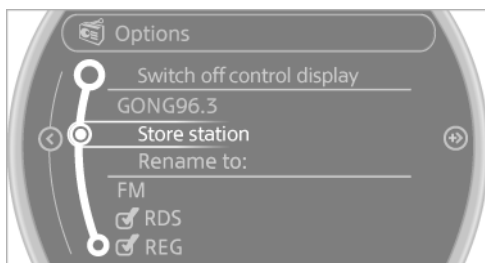 Options
Switch off control display
GONG96.3
Store station
Rename to:
FM
RDS
REG